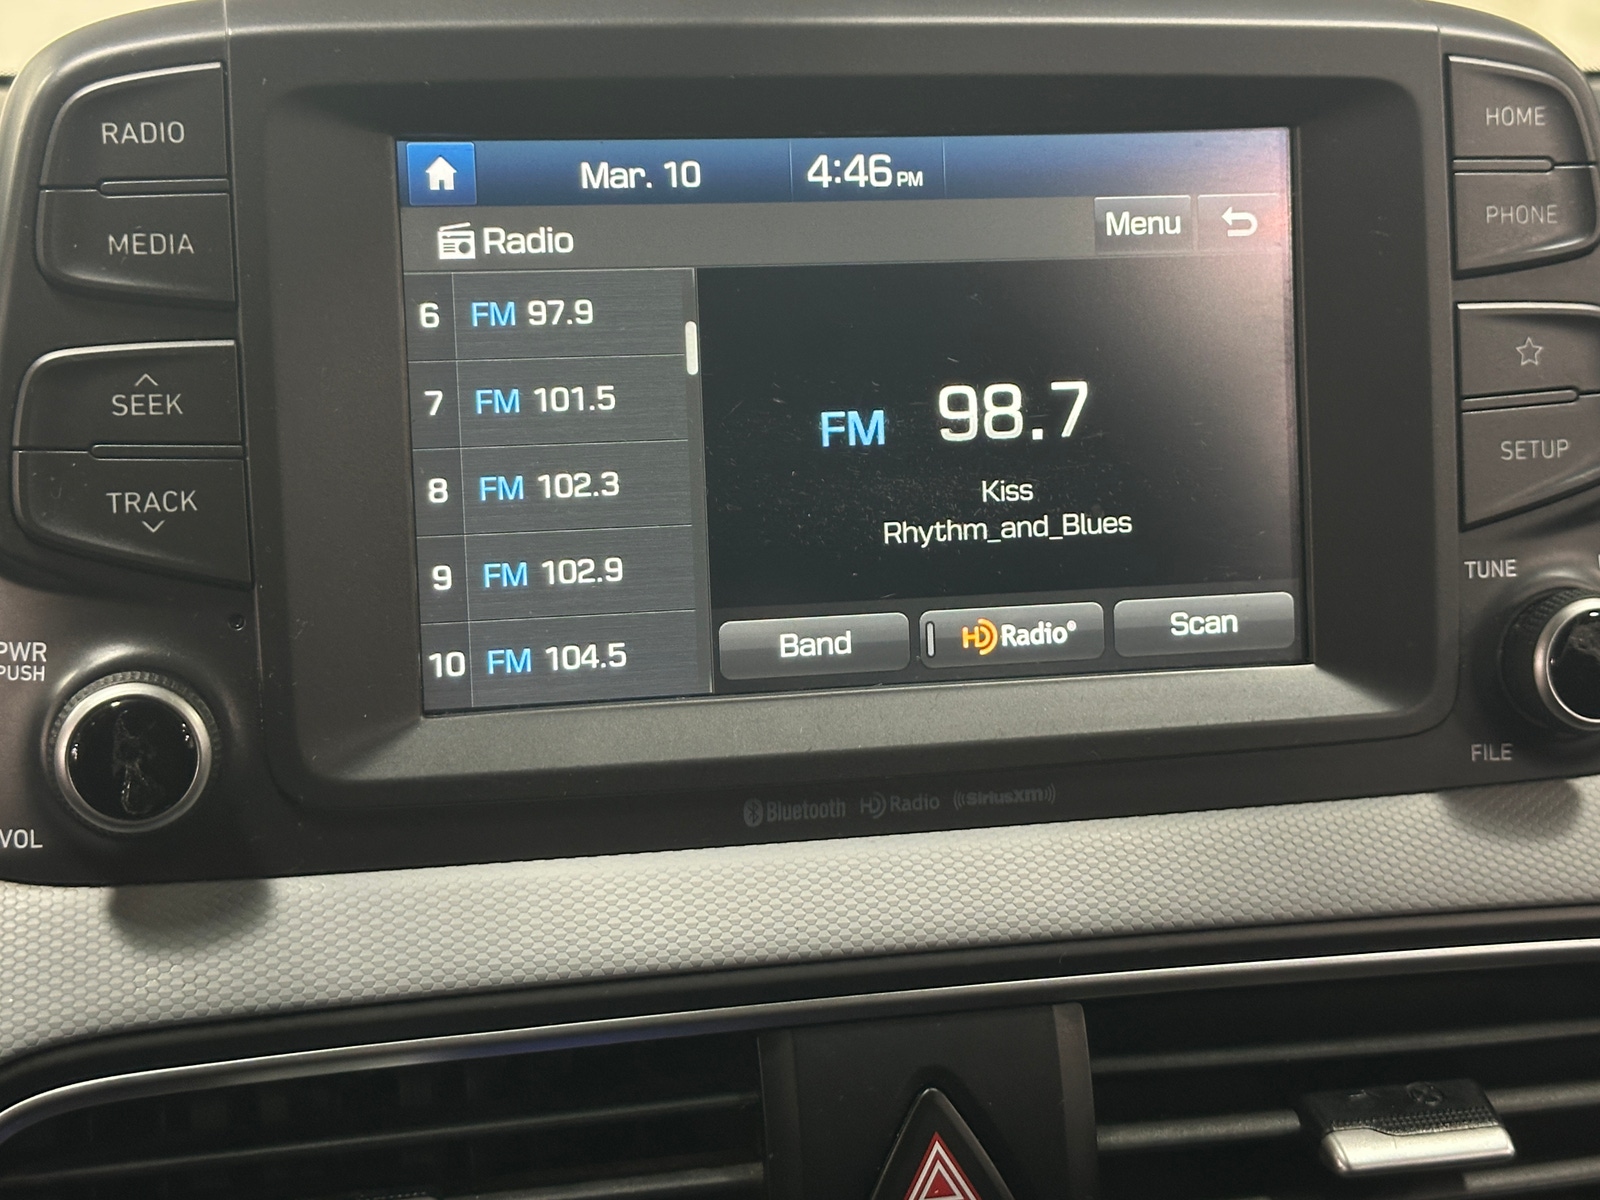 RADIO
MEDIA
SEEK
TRACK
PWR
PUSH
VOL
Mar. 10
4:46 PM
Radio
Menu
6 FM 97.9
7 FM 101.5
8 FM 102.3
9 FM 102.9
10 FM 104.5
FM 98.7
Kiss
Rhythm_and_Blues
Band
HD Radio®
Scan
HOME
PHONE
SETUP
TUNE
FILE
Bluetooth HD Radio ((SiriusXM))